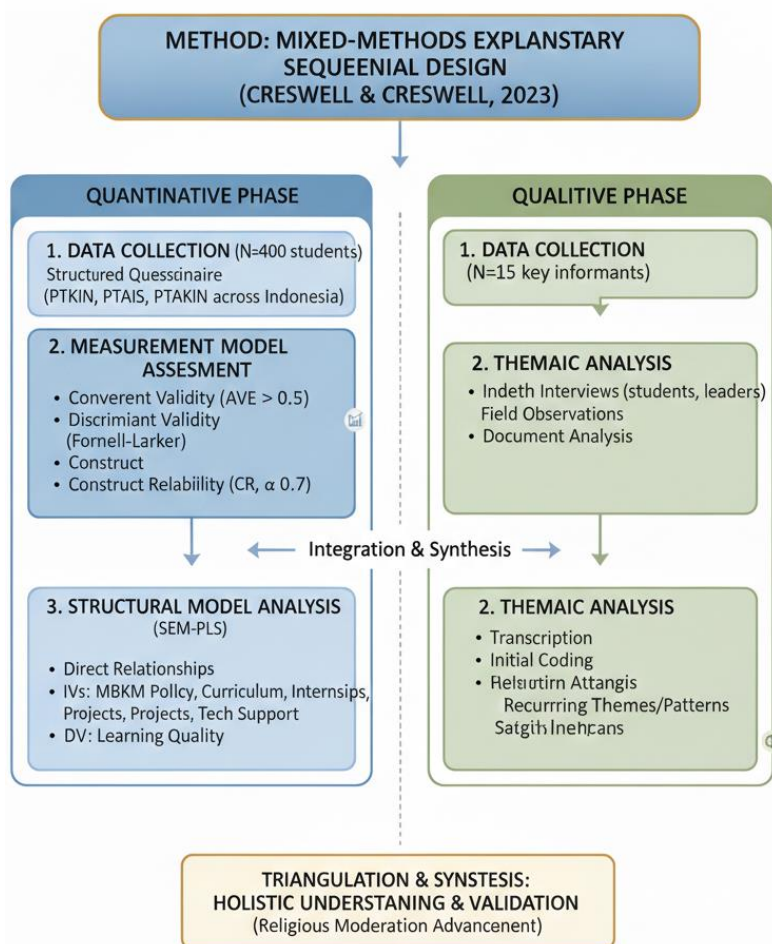 METHOD: MIXED-METHODS EXPLANSTARY
SEQUEENIAL DESIGN
(CRESWELL & CRESWELL, 2023)
QUANTINATIVE PHASE
1. DATA COLLECTION (N=400 students)
Structured Quessinaire
(PTKIN, PTAIS, PTAKIN across Indonesia)
2. MEASUREMENT MODEL
ASSESMENT
• Converent Validity (AVE > 0.5)
• Discrimiant Validity
(Fornell-Larker)
• Construct
• Construct Relability (CR, α 0.7)
3. STRUCTURAL MODEL ANALYSIS
(SEM-PLS)
• Direct Relationships
• IVs: MBKM Pollcy, Curriculum, Internsips,
Projects, Projects, Tech Support
• DV: Learning Quality
Integration & Synthesis
QUALITIVE PHASE
1. DATA COLLECTION
(N=15 key informants)
2. THEMAIC ANALYSIS
• Indeth Interviews (students, leaders)
Field Observations
• Document Analysis
2. THEMAIC ANALYSIS
• Transcription
• Initial Coding
Recurrring Themes/Patterns
TRIANGULATION & SYNSTESIS:
HOLISTIC UNDERSTANING & VALIDATION
(Religious Moderation Advancenent)